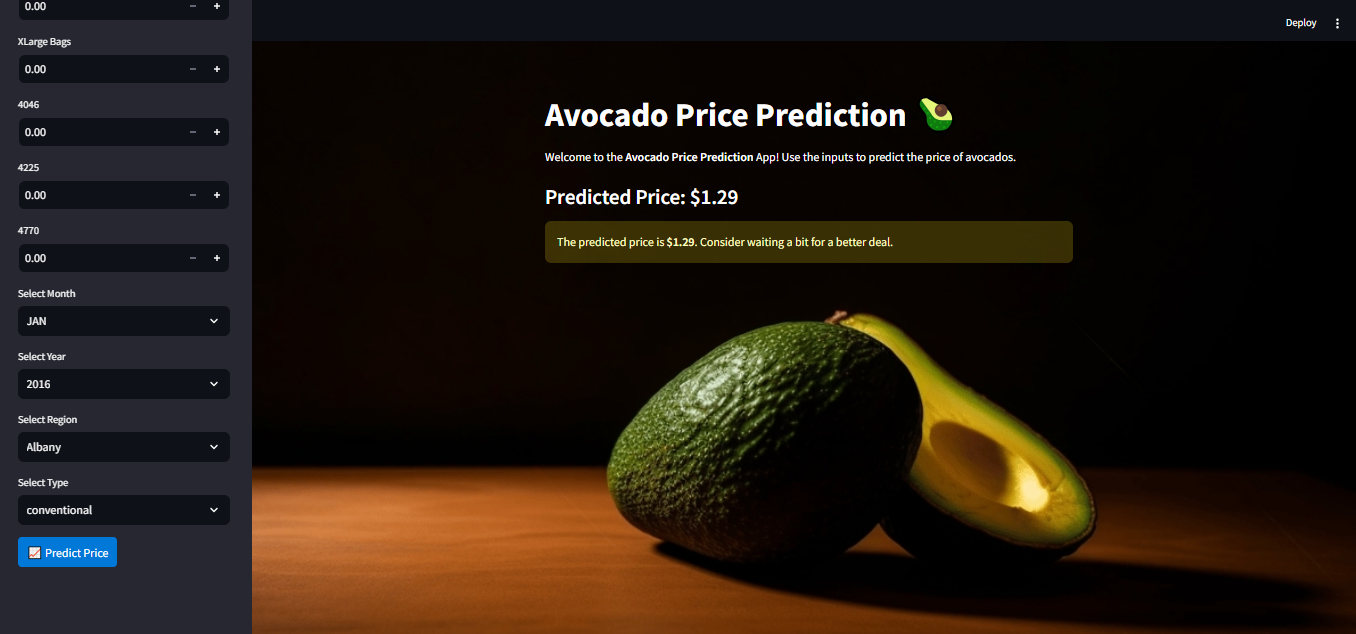 0.00
XLarge Bags
0.00
4046
0.00
4225
0.00
4770
0.00
Select Month
JAN
Select Year
2016
Select Region
Albany
Select Type
conventional
📈 Predict Price
Deploy
Avocado Price Prediction 🥑
Welcome to the Avocado Price Prediction App! Use the inputs to predict the price of avocados.
Predicted Price: $1.29
The predicted price is $1.29. Consider waiting a bit for a better deal.